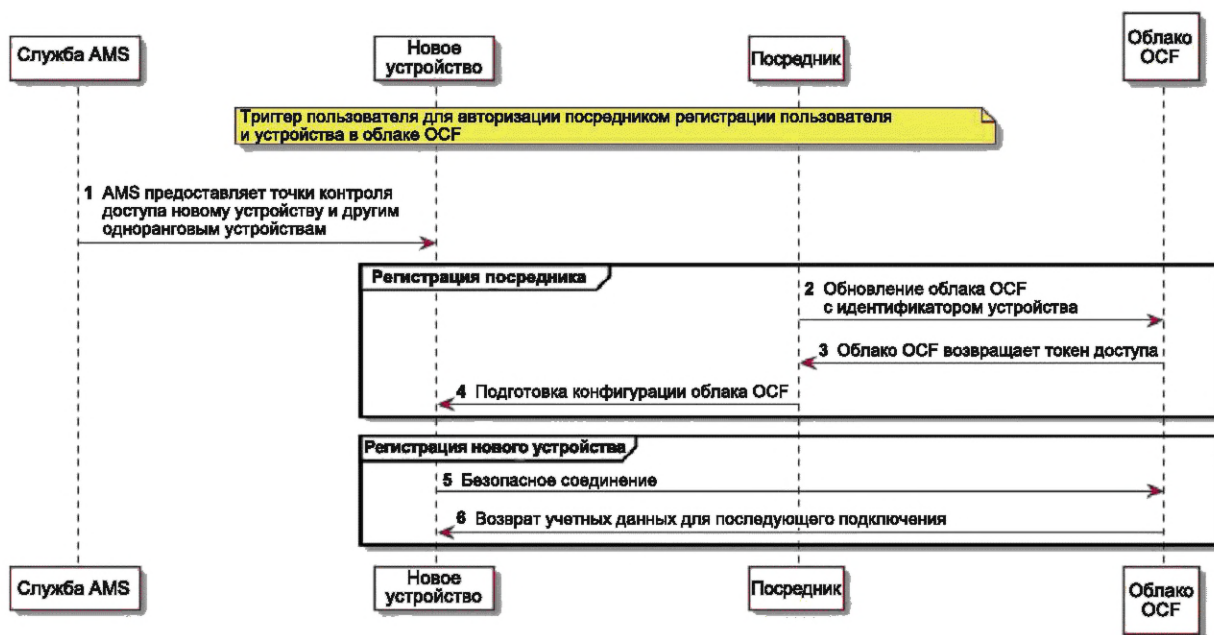 Служба AMS
Новое
устройство
Посредник
Облако
OCF
Триггер пользователя для авторизации посредником регистрации пользователя
и устройства в облаке OCF
1 AMS предоставляет точки контроля
доступа новому устройству и другим
одноранговым устройствам
Регистрация посредника
2 Обновление облака OCF
с идентификатором устройства
3 Облако OCF возвращает токен доступа
4 Подготовка конфигурации облака OCF
Регистрация нового устройства
5 Безопасное соединение
6 Возврат учетных данных для последующего подключения
Служба AMS
Новое
устройство
Посредник
Облако
OCF